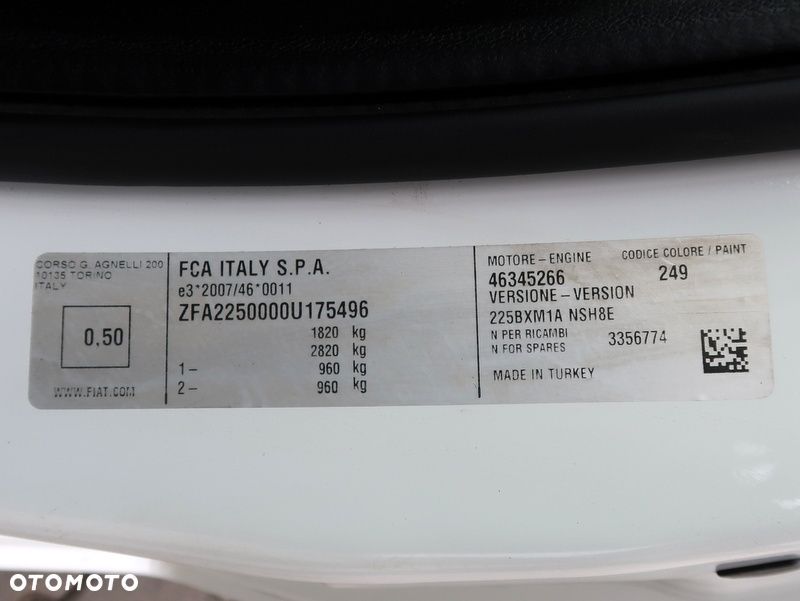 CORSO G. AGNELLI 200
10135 TORINO
ITALY
0,50
WWW.FIAT.COM
FCA ITALY S.P.A.
e3*2007/46*0011
ZFA2250000U175496
1820 kg
2820 kg
1– 960 kg
2– 960 kg
MOTORE – ENGINE
46345266
CODICE COLORE / PAINT
249
VERSIONE – VERSION
225BXM1A NSH8E
N PER RICAMBI
N FOR SPARES
3356774
MADE IN TURKEY
OTOMOTO